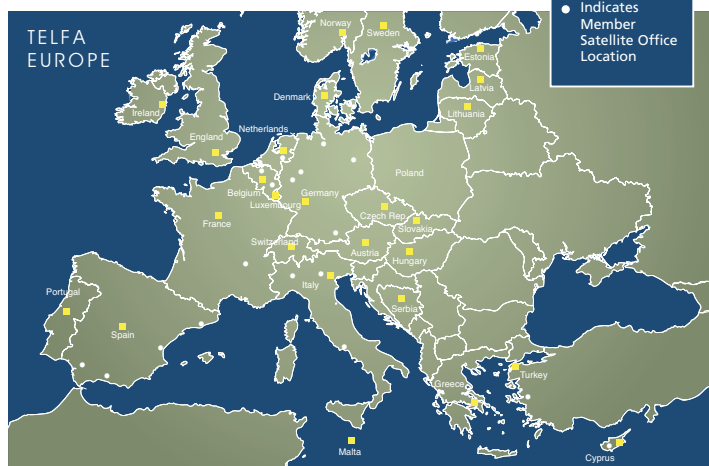 TELFA
EUROPE
Indicates
Member
Satellite Office
Location
Norway
Sweden
Estonia
Latvia
Lithuania
Denmark
Ireland
England
Netherlands
Belgium
Luxembourg
Germany
Poland
Czech Rep.
Slovakia
France
Switzerland
Austria
Hungary
Italy
Serbia
Portugal
Spain
Greece
Turkey
Malta
Cyprus